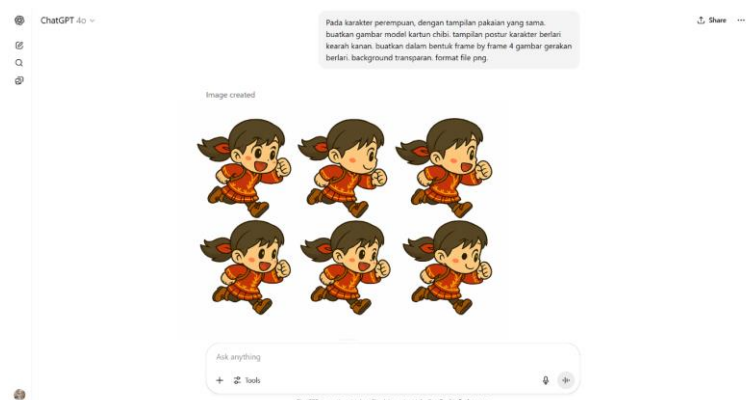 ChatGPT 4o
Share
Pada karakter perempuan, dengan tampilan pakaian yang sama.
buatkan gambar model kartun chibi. tampilan postur karakter berlari
kearah kanan. buatkan dalam bentuk frame by frame 4 gambar gerakan
berlari. background transparan. format file png.
Image created
Ask anything
Tools